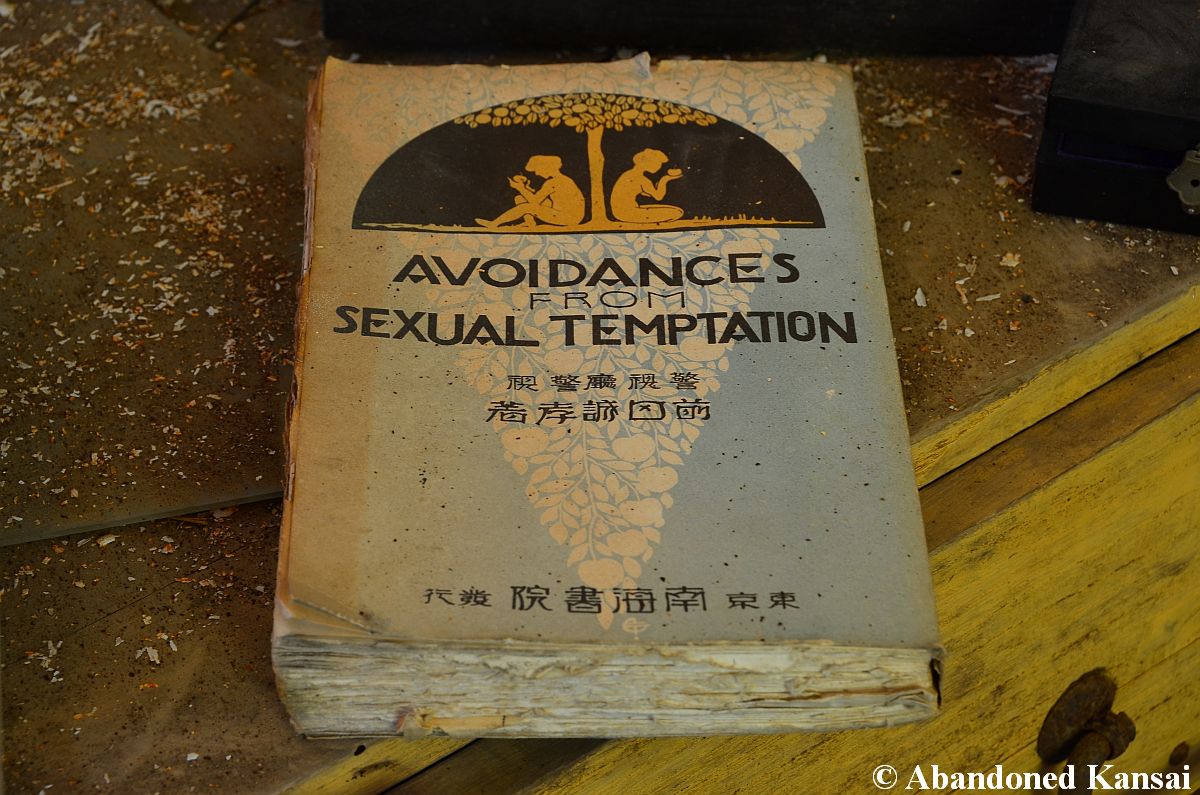 AVOIDANCES
FROM
SEXUAL TEMPTATION
警視廳警視
前田誠孝著
東京 南海書院 發行
© Abandoned Kansai